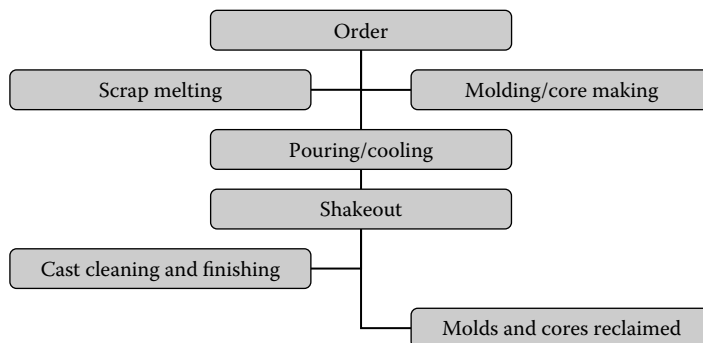 Order
Scrap melting
Molding/core making
Pouring/cooling
Shakeout
Cast cleaning and finishing
Molds and cores reclaimed